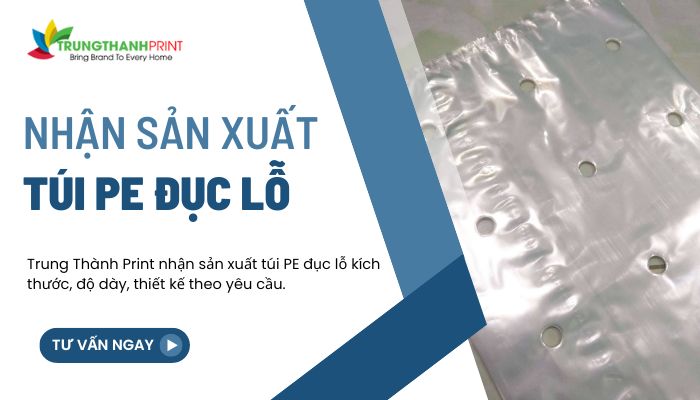 TRUNGTHANHPRINT
Bring Brand To Every Home
NHẬN SẢN XUẤT
TÚI PE ĐỤC LỖ
Trung Thành Print nhận sản xuất túi PE đục lỗ kích
thước, độ dày, thiết kế theo yêu cầu.
TƯ VẤN NGAY